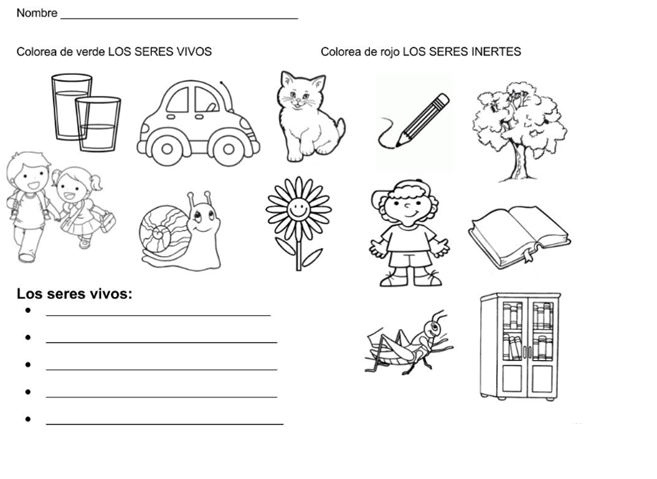 Nombre
Colorea de verde LOS SERES VIVOS
Colorea de rojo LOS SERES INERTES
Los seres vivos: